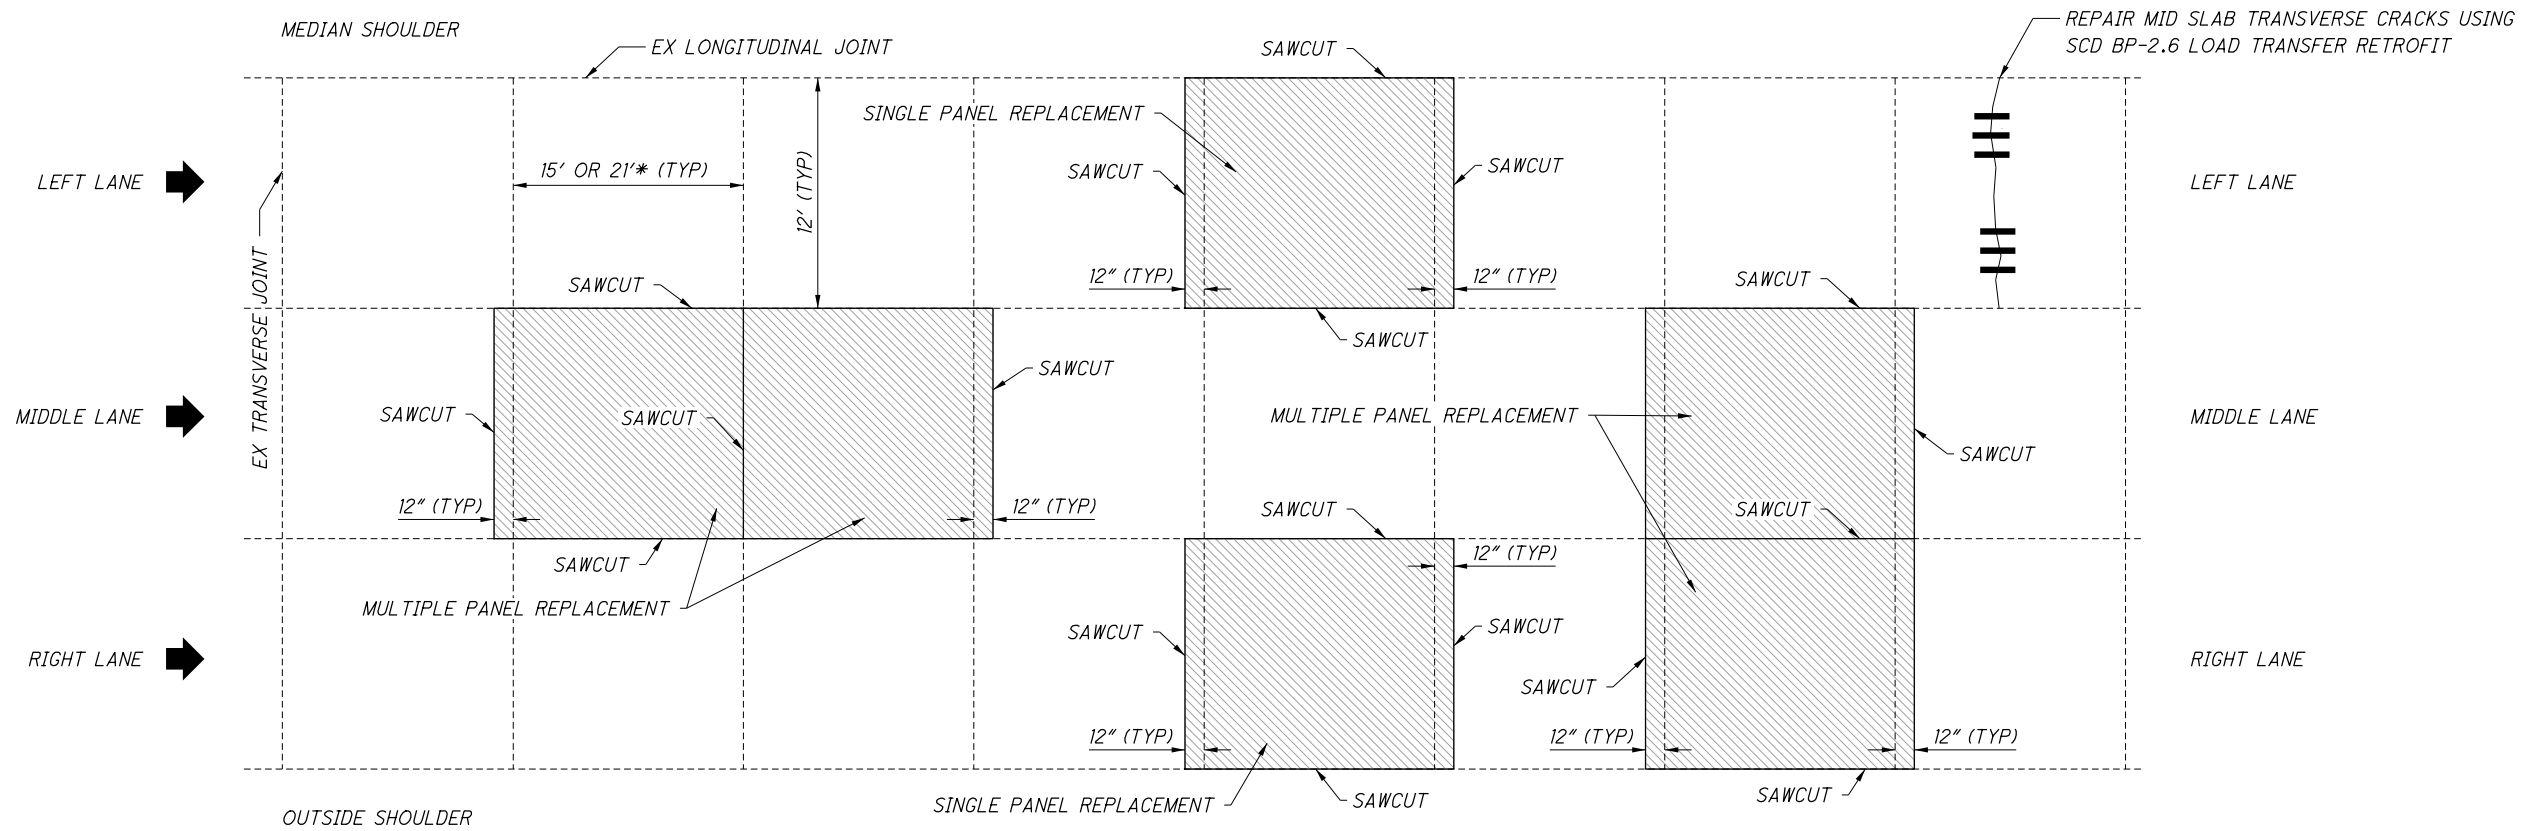 REPAIR MID SLAB TRANSVERSE CRACKS USING
SCD BP-2.6 LOAD TRANSFER RETROFIT
MEDIAN SHOULDER
EX LONGITUDINAL JOINT
SAWCUT
SINGLE PANEL REPLACEMENT
15' OR 21'* (TYP)
12' (TYP)
SAWCUT
SAWCUT
LEFT LANE
LEFT LANE
EX TRANSVERSE JOINT
SAWCUT
12" (TYP)
12" (TYP)
SAWCUT
SAWCUT
SAWCUT
SAWCUT
SAWCUT
MIDDLE LANE
MULTIPLE PANEL REPLACEMENT
MIDDLE LANE
SAWCUT
12" (TYP)
12" (TYP)
SAWCUT
SAWCUT
SAWCUT
12" (TYP)
MULTIPLE PANEL REPLACEMENT
SAWCUT
SAWCUT
RIGHT LANE
SAWCUT
RIGHT LANE
12" (TYP)
12" (TYP)
12" (TYP)
SINGLE PANEL REPLACEMENT
SAWCUT
SAWCUT
OUTSIDE SHOULDER